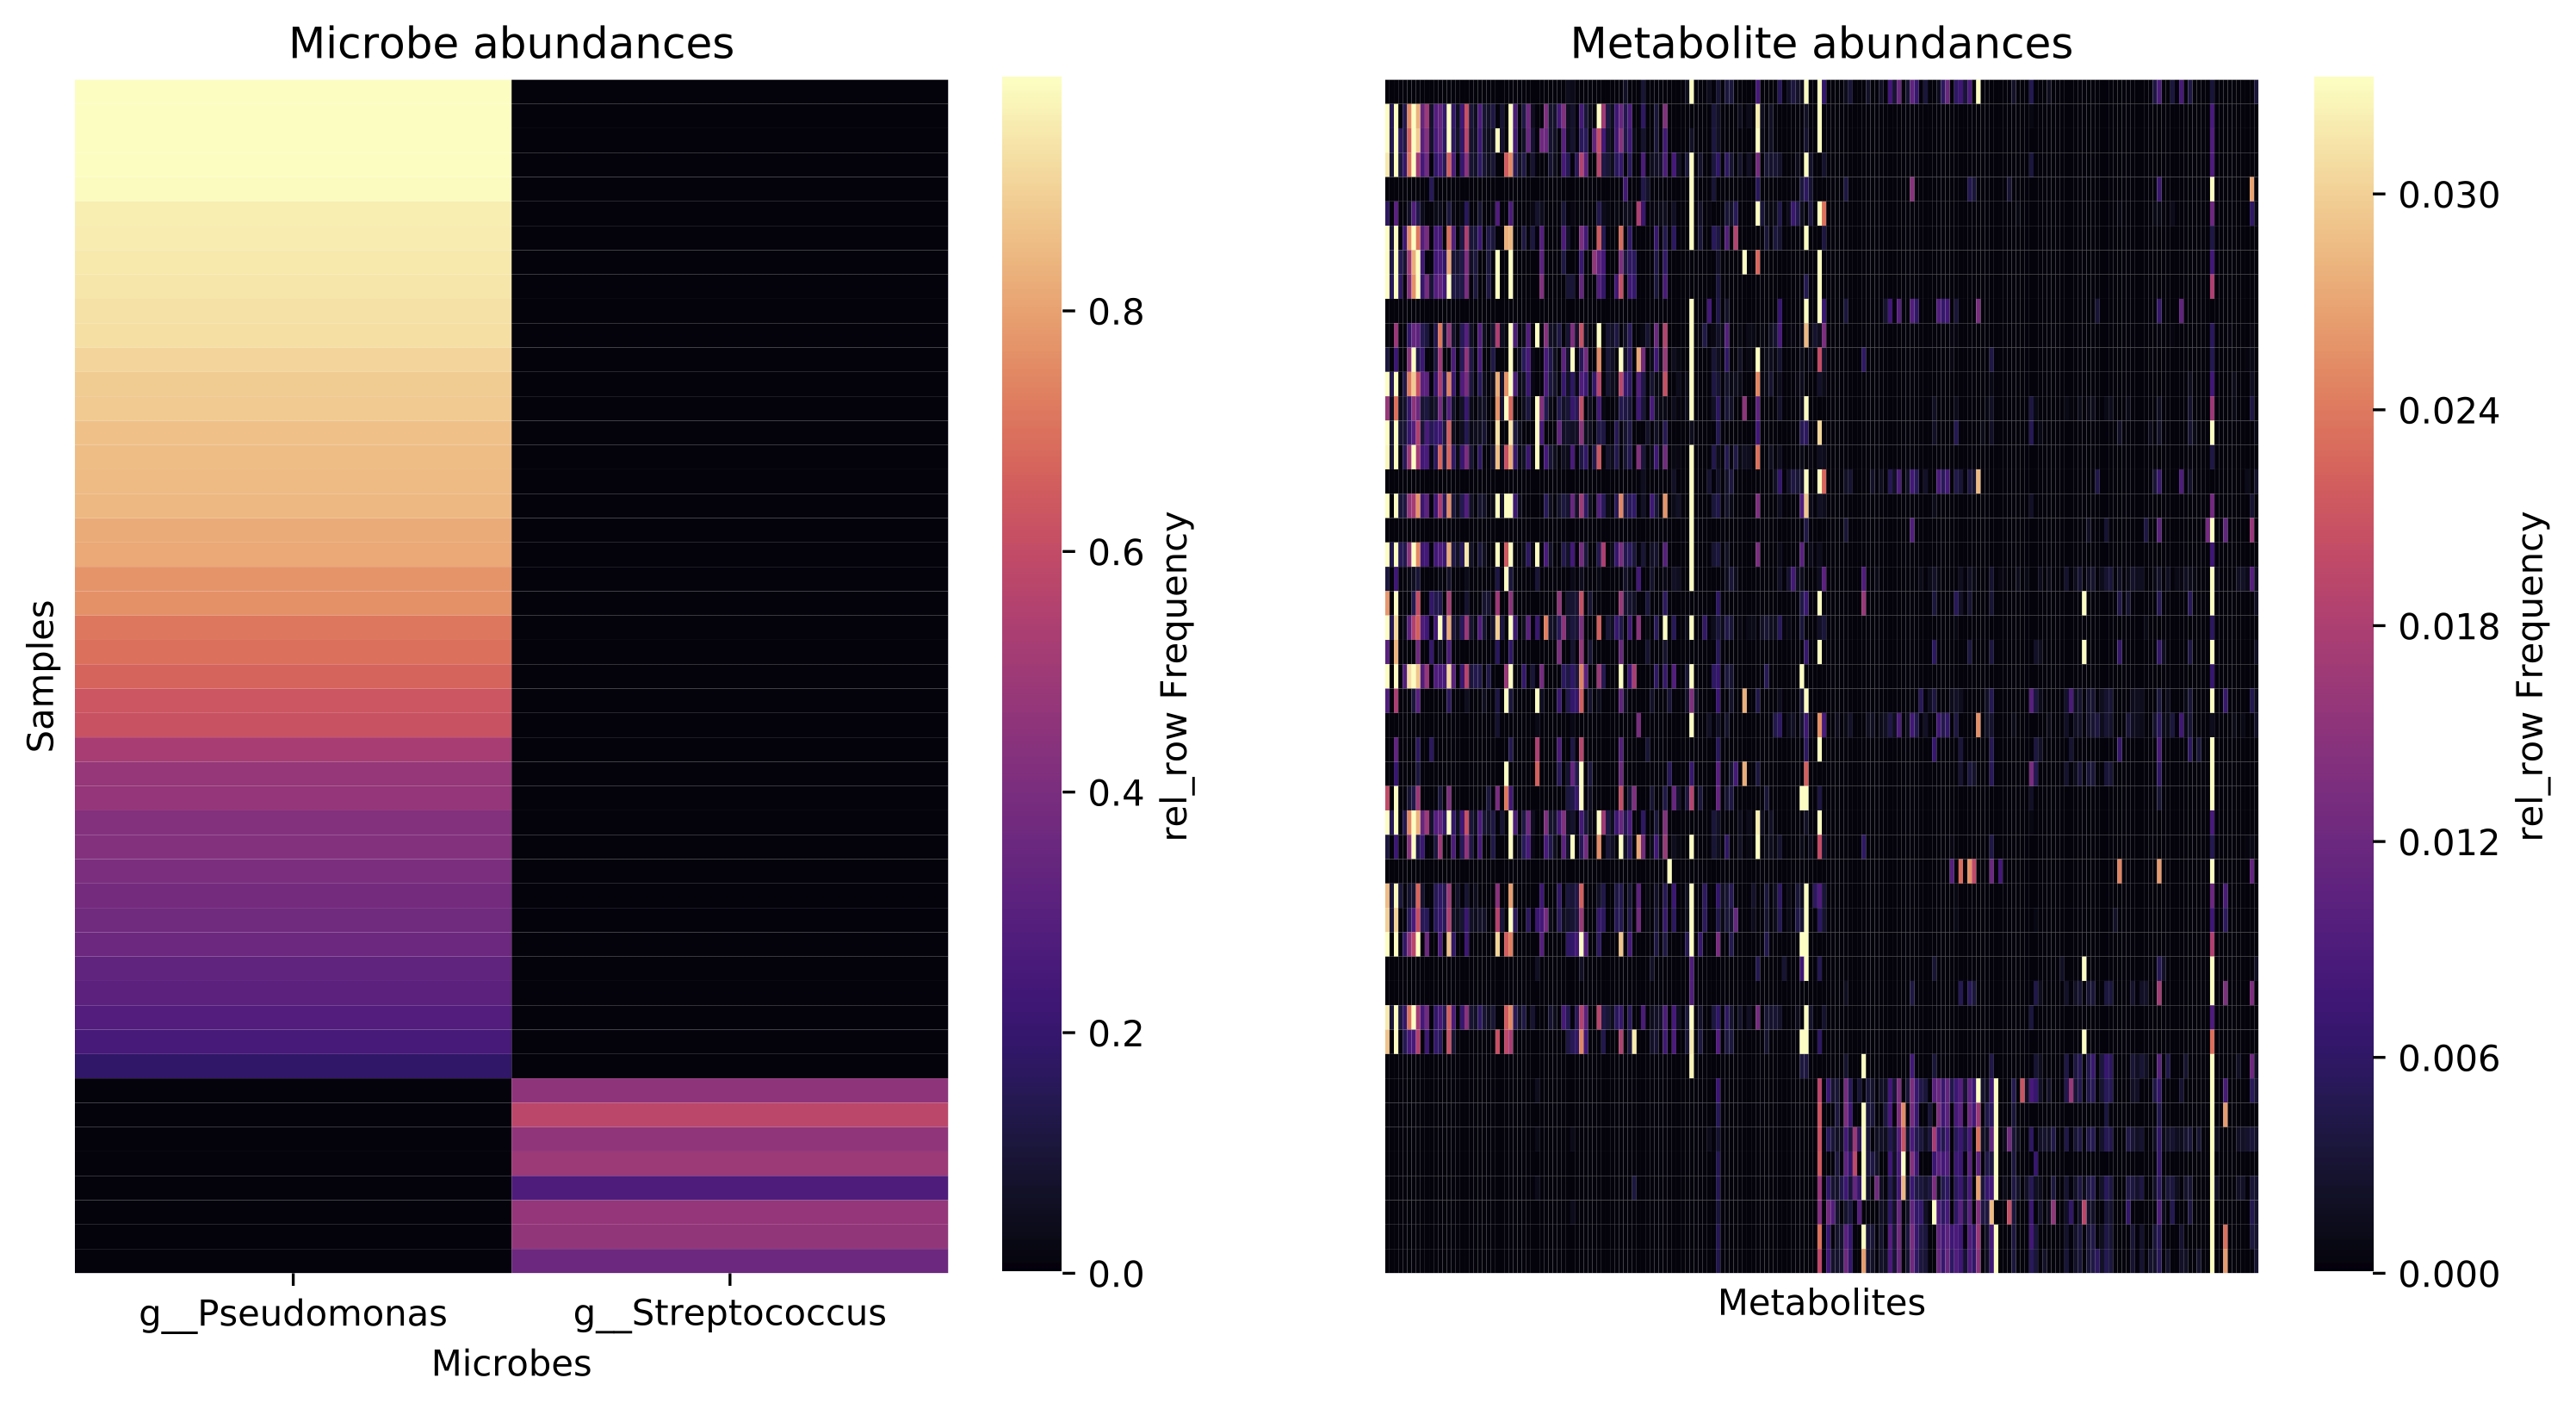 Microbe abundances
Samples
g__Pseudomonas
g__Streptococcus
Microbes
0.8
0.6
0.4
0.2
0.0
rel_row Frequency
Metabolite abundances
Metabolites
0.030
0.024
0.018
0.012
0.006
0.000
rel_row Frequency